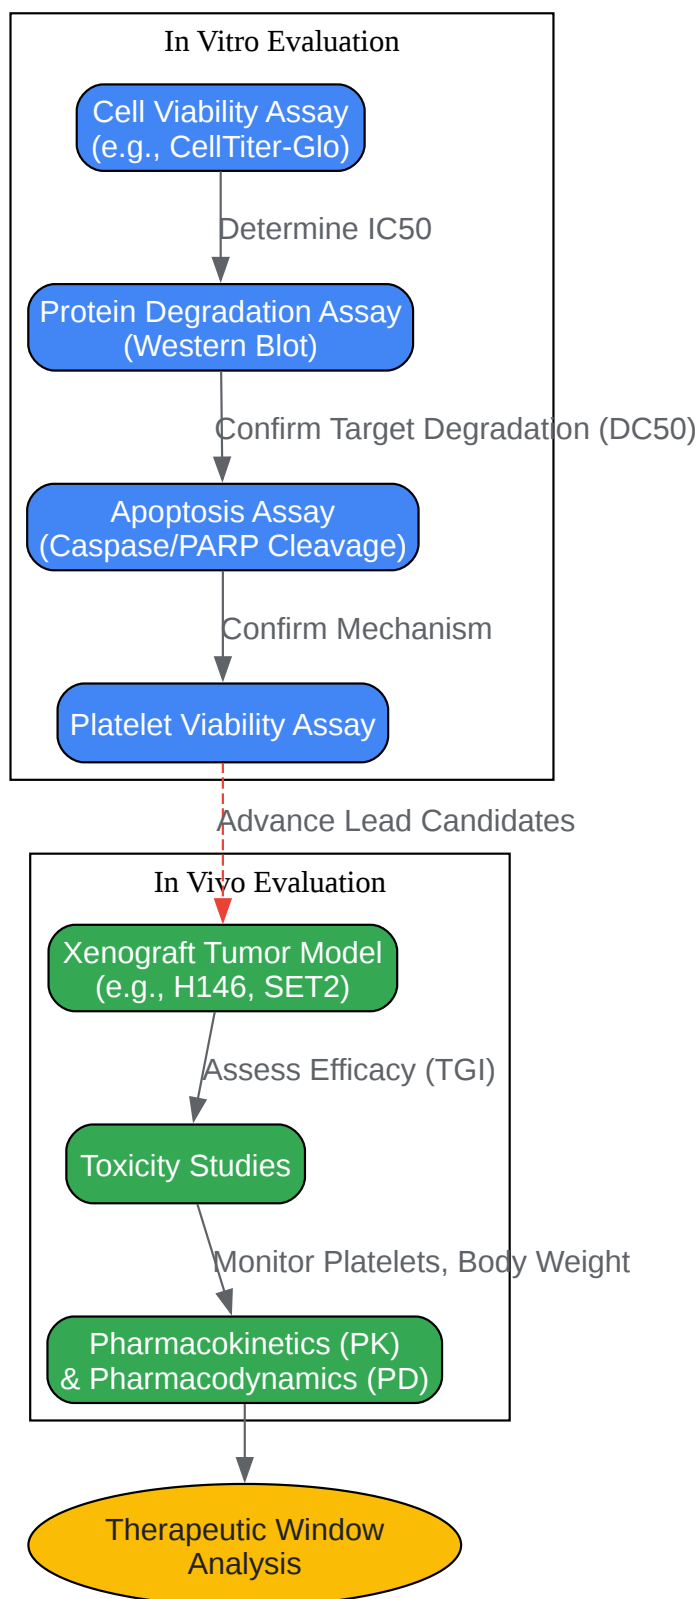 In Vitro Evaluation
Cell Viability Assay
(e.g., CellTiter-Glo)
Determine IC50
Protein Degradation Assay
(Western Blot)
Confirm Target Degradation (DC50)
Apoptosis Assay
(Caspase/PARP Cleavage)
Confirm Mechanism
Platelet Viability Assay
Advance Lead Candidates
In Vivo Evaluation
Xenograft Tumor Model
(e.g., H146, SET2)
Assess Efficacy (TGI)
Toxicity Studies
Monitor Platelets, Body Weight
Pharmacokinetics (PK)
& Pharmacodynamics (PD)
Therapeutic Window
Analysis